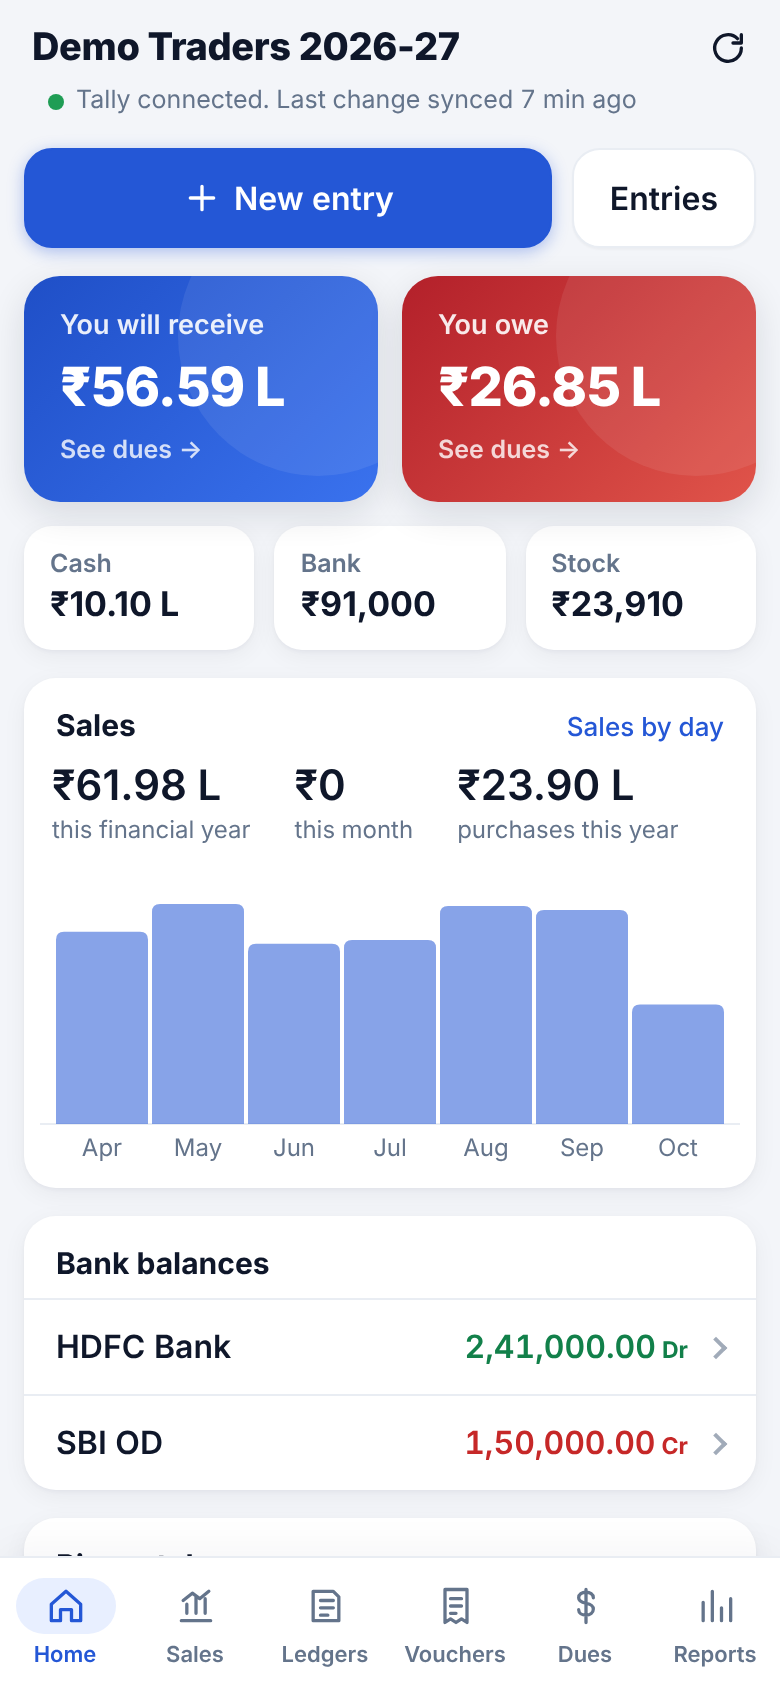 Demo Traders 2026-27
Tally connected. Last change synced 7 min ago
New entry
Entries
You will receive
₹56.59 L
See dues →
You owe
₹26.85 L
See dues →
Cash
₹10.10 L
Bank
₹91,000
Stock
₹23,910
Sales
Sales by day
₹61.98 L
this financial year
₹0
this month
₹23.90 L
purchases this year
Apr May Jun Jul Aug Sep Oct
Bank balances
HDFC Bank 2,41,000.00 Dr
SBI OD 1,50,000.00 Cr
Home Sales Ledgers Vouchers Dues Reports